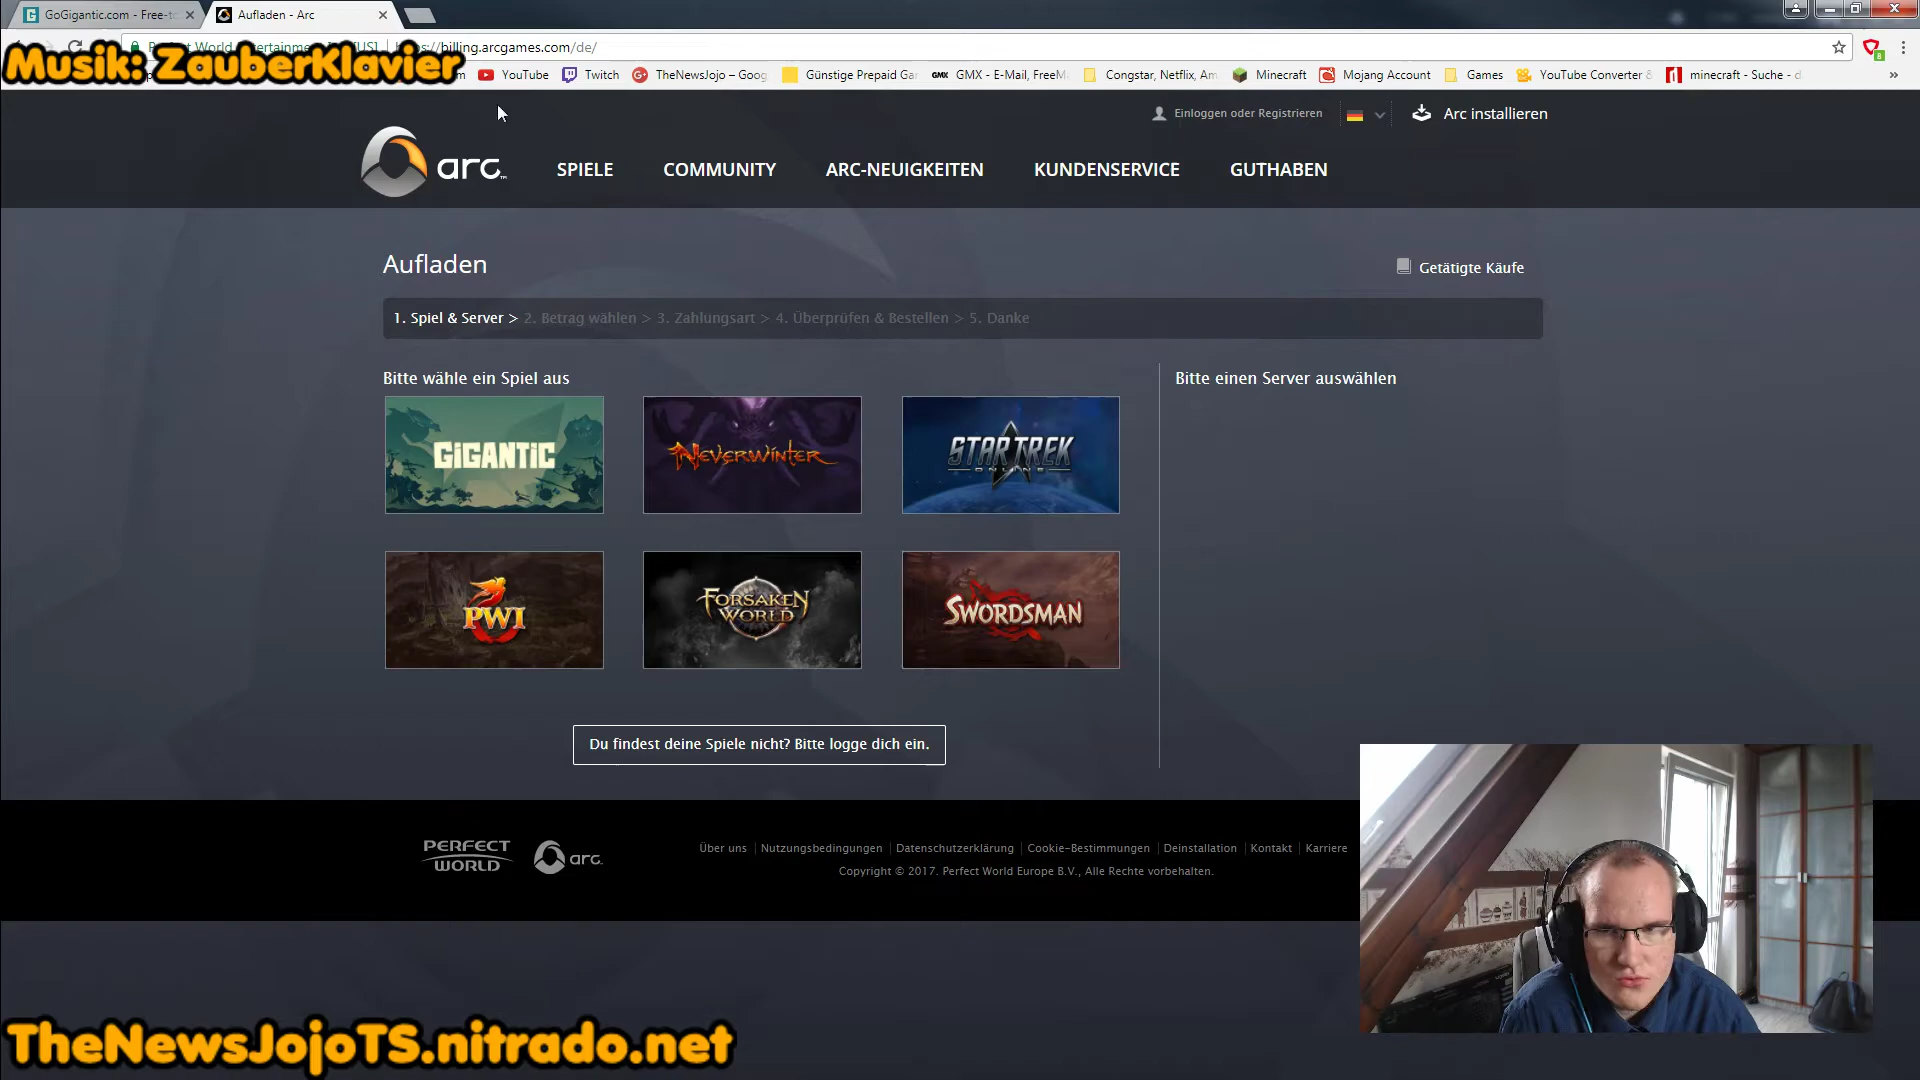 GoGigantic.com - Free-to
Aufladen - Arc
billing.arcgames.com/de/
Musik: ZauberKlavier
YouTube
Twitch
TheNewsJojo – Goog
Günstige Prepaid Ga
GMX - E-Mail, FreeM
Congstar, Netflix, Am
Minecraft
Mojang Account
Games
YouTube Converter &
minecraft - Suche - d
»
Einloggen oder Registrieren
Arc installieren
arc
SPIELE
COMMUNITY
ARC-NEUIGKEITEN
KUNDENSERVICE
GUTHABEN
Aufladen
Getätigte Käufe
1. Spiel & Server > 2. Betrag wählen > 3. Zahlungsart > 4. Überprüfen & Bestellen > 5. Danke
Bitte wähle ein Spiel aus
Bitte einen Server auswählen
GIGANTIC
NEVERWINTER
STAR TREK
ONLINE
PWI
FORSAKEN
WORLD
SWORDSMAN
Du findest deine Spiele nicht? Bitte logge dich ein.
PERFECT
WORLD
arc
Über uns | Nutzungsbedingungen | Datenschutzerklärung | Cookie-Bestimmungen | Deinstallation | Kontakt | Karriere
Copyright © 2017. Perfect World Europe B.V., Alle Rechte vorbehalten.
TheNewsJojoTS.nitrado.net